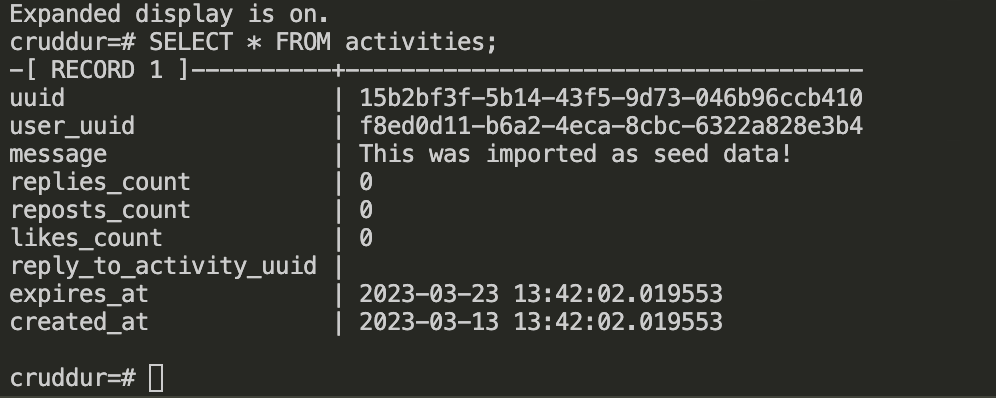 Expanded display is on.
cruddur=# SELECT * FROM activities;
-[ RECORD 1 ]----------+-------------------------------------
uuid                   | 15b2bf3f-5b14-43f5-9d73-046b96ccb410
user_uuid              | f8ed0d11-b6a2-4eca-8cbc-6322a828e3b4
message                | This was imported as seed data!
replies_count          | 0
reposts_count          | 0
likes_count            | 0
reply_to_activity_uuid |
expires_at             | 2023-03-23 13:42:02.019553
created_at             | 2023-03-13 13:42:02.019553
cruddur=#